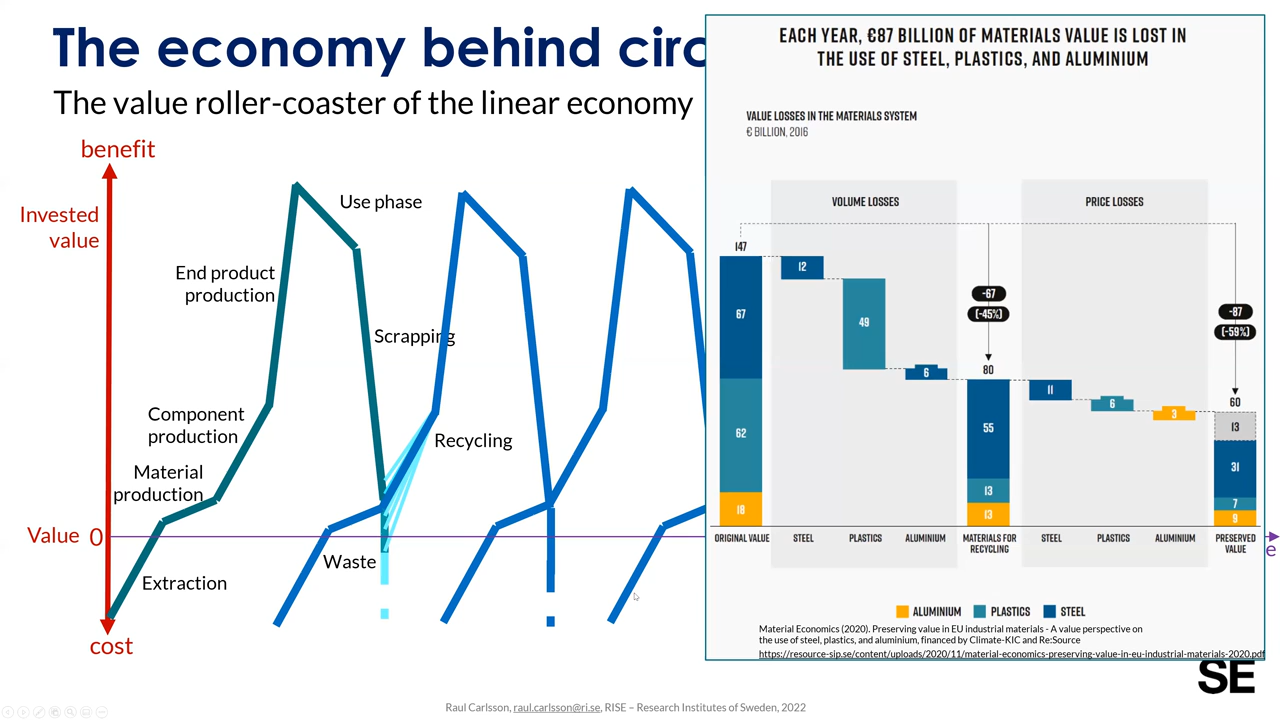 The economy behind circ
The value roller-coaster of the linear economy
benefit
Invested
value
Use phase
End product
production
Scrapping
Component
production
Recycling
Material
production
Value 0
Waste
Extraction
cost
e
EACH YEAR, €87 BILLION OF MATERIALS VALUE IS LOST IN
THE USE OF STEEL, PLASTICS, AND ALUMINIUM
VALUE LOSSES IN THE MATERIALS SYSTEM
€ BILLION, 2016
VOLUME LOSSES
PRICE LOSSES
147
12
67
49
-67
(-45%)
-87
(-59%)
6
80
11
6
3
60
13
62
55
31
18
13
13
7
9
ORIGINAL VALUE
STEEL
PLASTICS
ALUMINIUM
MATERIALS FOR
RECYCLING
STEEL
PLASTICS
ALUMINIUM
PRESERVED
VALUE
ALUMINIUM
PLASTICS
STEEL
Material Economics (2020). Preserving value in EU industrial materials - A value perspective on
the use of steel, plastics, and aluminium, financed by Climate-KIC and Re:Source
https://resource-sip.se/content/uploads/2020/11/material-economics-preserving-value-in-eu-industrial-materials-2020.pdf
SE
Raul Carlsson, raul.carlsson@ri.se, RISE – Research Institutes of Sweden, 2022